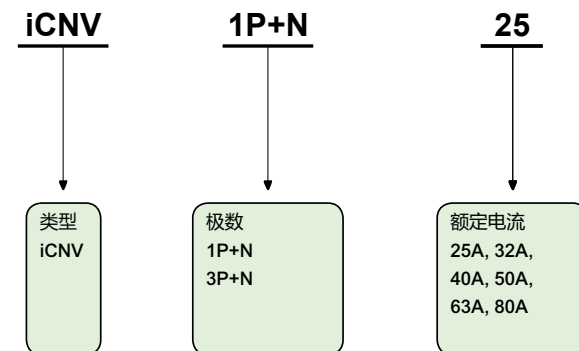 iCNV 1P+N 25
类型
iCNV
极数
1P+N
3P+N
额定电流
25A, 32A,
40A, 50A,
63A, 80A